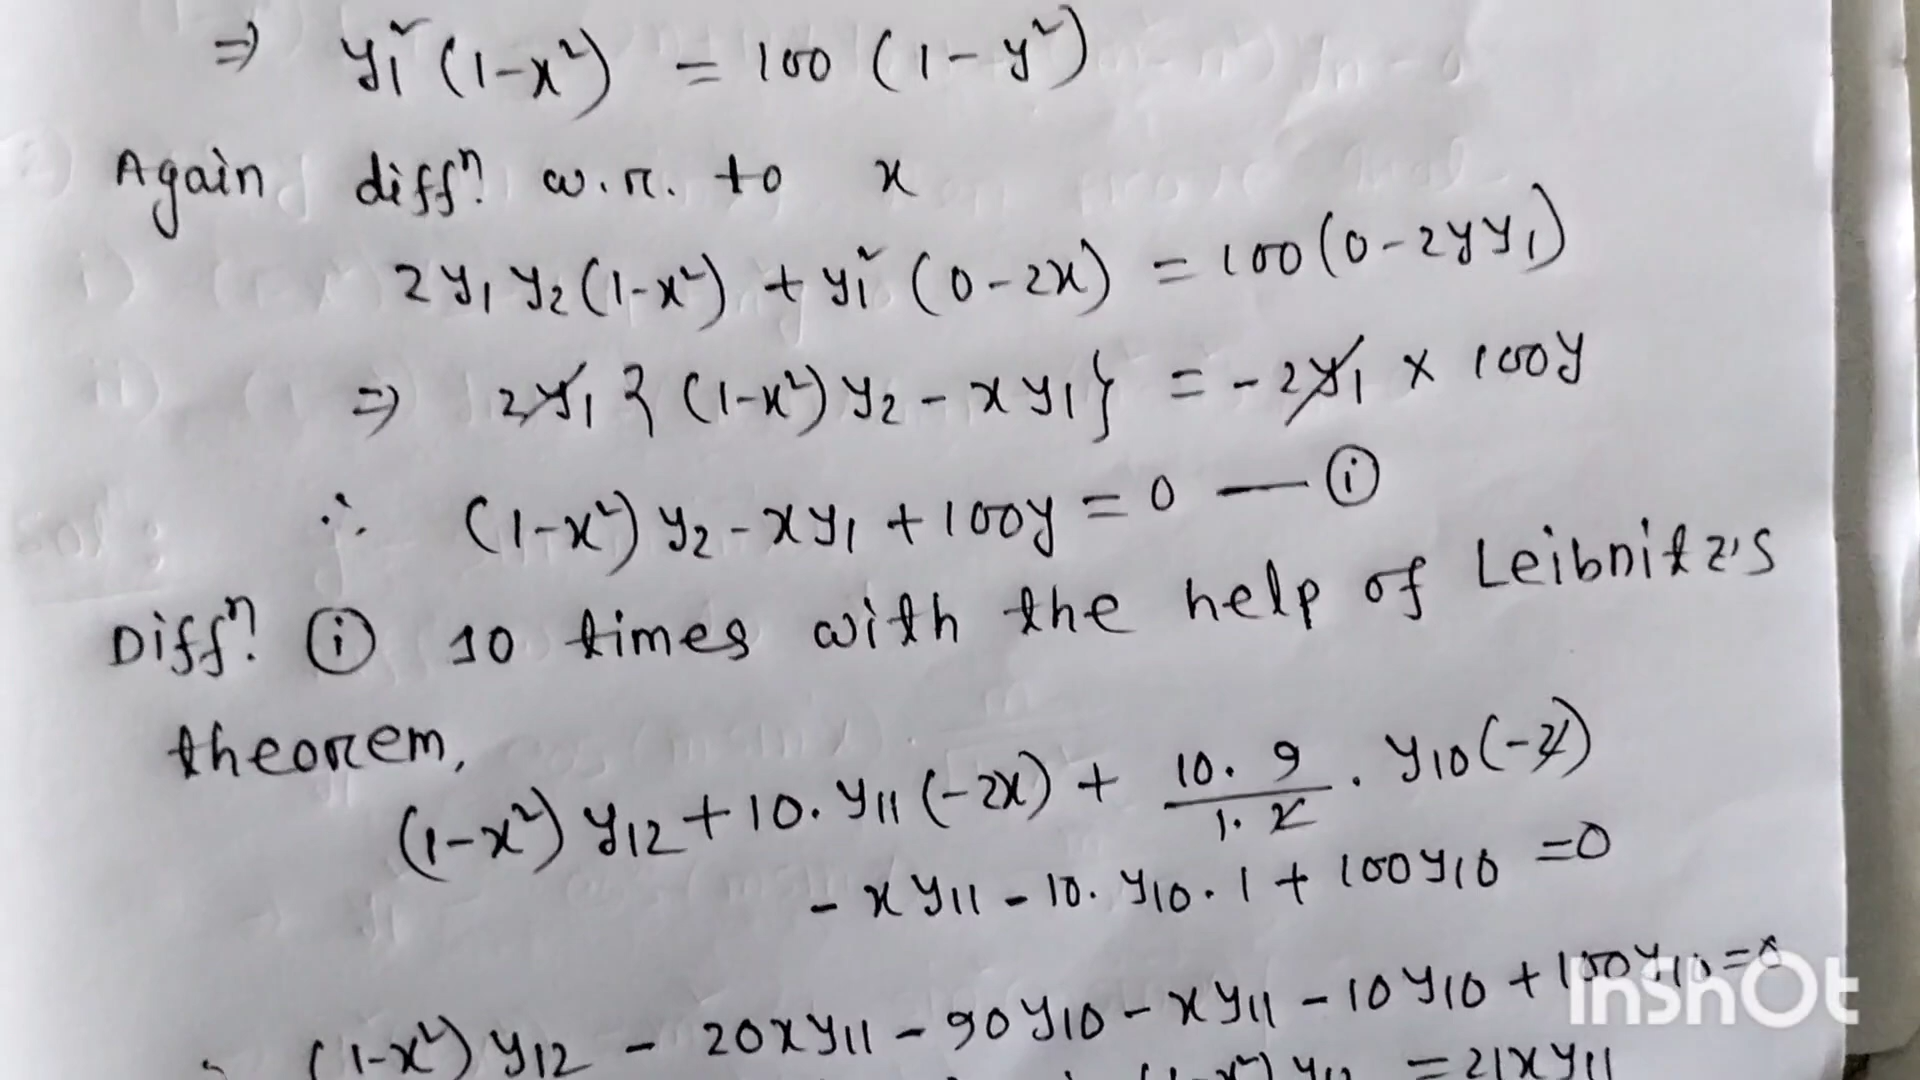 ⇒ y₁² (1-x²) = 100 (1-y²)
Again diffⁿ. w.r. to x
2y₁y₂(1-x²) + y₁² (0-2x) = 100(0-2yy₁)
⇒ 2y₁ { (1-x²) y₂ - xy₁ } = -2y₁ × 100y
∴ (1-x²) y₂ - xy₁ + 100y = 0 — (i)
Diffⁿ. (i) 10 times with the help of Leibnitz's
theorem,
(1-x²) y₁₂ + 10. y₁₁ (-2x) + \frac{10. 9}{1. 2} . y₁₀ (-2)
- xy₁₁ - 10. y₁₀. 1 + 100y₁₀ = 0
(1-x²) y₁₂ - 20xy₁₁ - 90y₁₀ - xy₁₁ - 10y₁₀ + 100y₁₀ = 0
= 21xy₁₁
InShOt